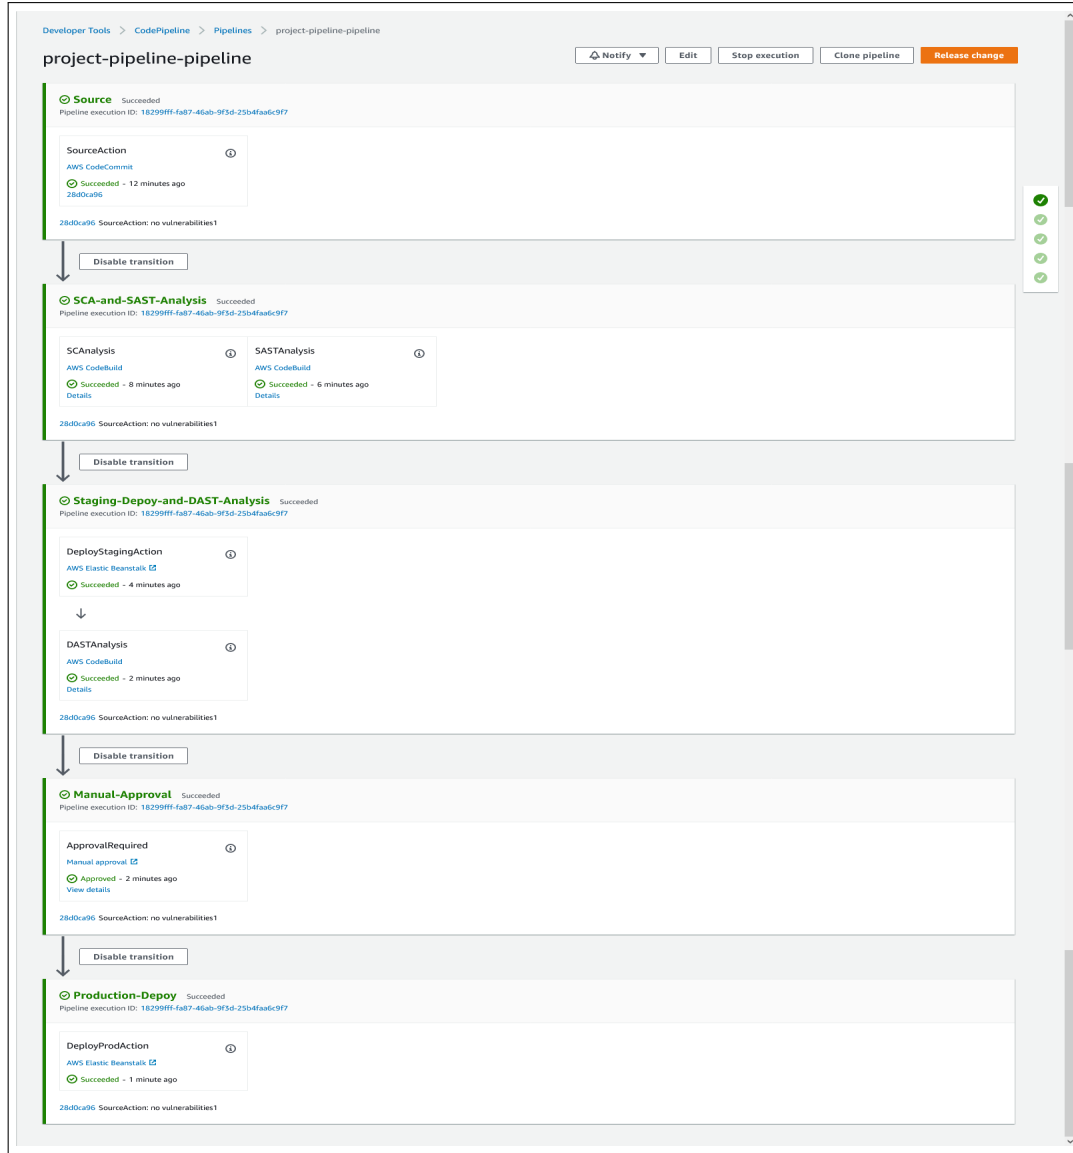 Developer Tools > CodePipeline > Pipelines > project-pipeline-pipeline
project-pipeline-pipeline
Notify ▼ Edit Stop execution Clone pipeline Release change
Source Succeeded
Pipeline execution ID: 18299fff-fa87-46ab-9f3d-25b4faa6c9f7
SourceAction
AWS CodeCommit
Succeeded - 12 minutes ago
28d0ca96
28d0ca96 SourceAction: no vulnerabilities1
Disable transition
SCA-and-SAST-Analysis Succeeded
Pipeline execution ID: 18299fff-fa87-46ab-9f3d-25b4faa6c9f7
SCAnalysis SASTAnalysis
AWS CodeBuild AWS CodeBuild
Succeeded - 8 minutes ago Succeeded - 6 minutes ago
Details Details
28d0ca96 SourceAction: no vulnerabilities1
Disable transition
Staging-Depoy-and-DAST-Analysis Succeeded
Pipeline execution ID: 18299fff-fa87-46ab-9f3d-25b4faa6c9f7
DeployStagingAction
AWS Elastic Beanstalk
Succeeded - 4 minutes ago
DASTAnalysis
AWS CodeBuild
Succeeded - 2 minutes ago
Details
28d0ca96 SourceAction: no vulnerabilities1
Disable transition
Manual-Approval Succeeded
Pipeline execution ID: 18299fff-fa87-46ab-9f3d-25b4faa6c9f7
ApprovalRequired
Manual approval
Approved - 2 minutes ago
View details
28d0ca96 SourceAction: no vulnerabilities1
Disable transition
Production-Depoy Succeeded
Pipeline execution ID: 18299fff-fa87-46ab-9f3d-25b4faa6c9f7
DeployProdAction
AWS Elastic Beanstalk
Succeeded - 1 minute ago
28d0ca96 SourceAction: no vulnerabilities1